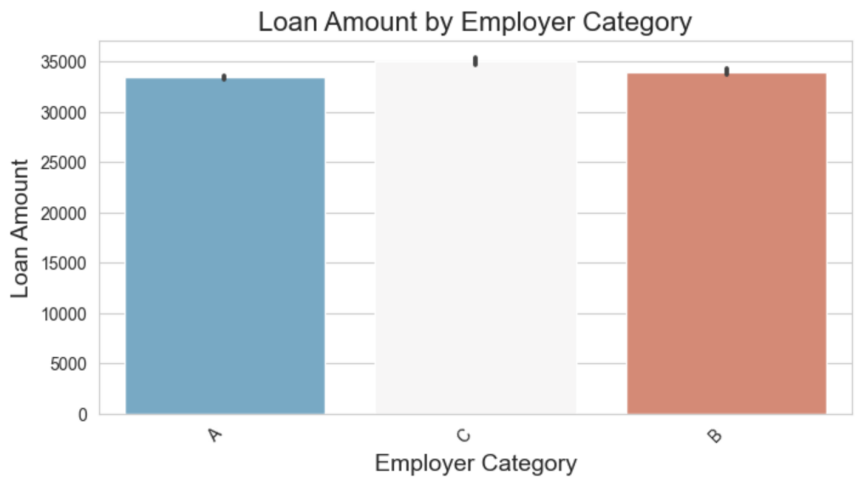 Loan Amount by Employer Category
Loan Amount
35000
30000
25000
20000
15000
10000
5000
0
A
C
B
Employer Category